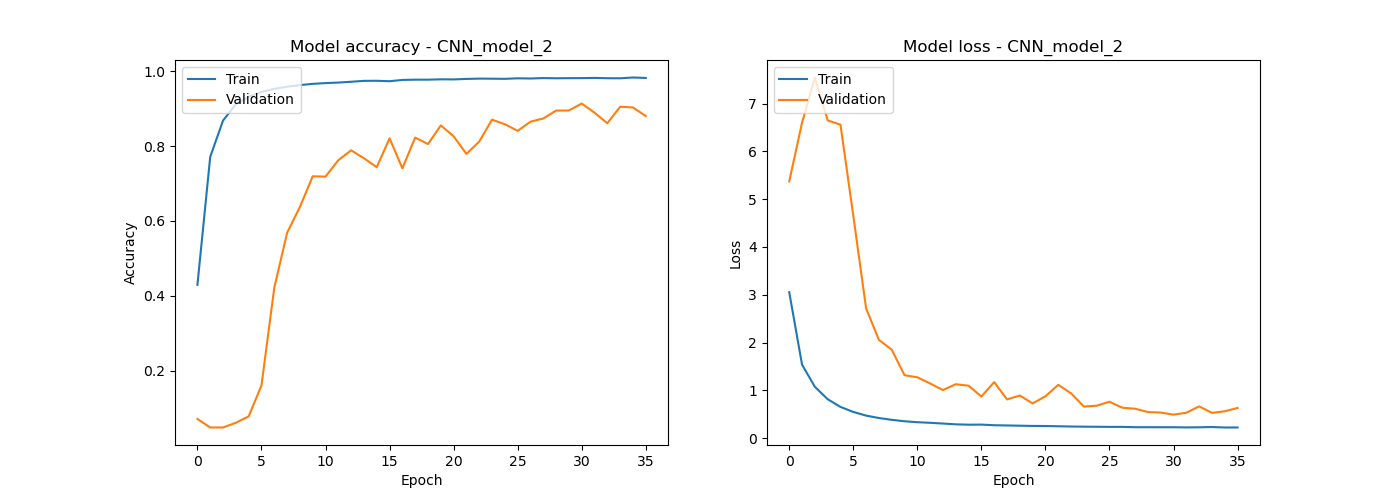 Model accuracy - CNN_model_2
Train
Validation
1.0
0.8
0.6
0.4
0.2
Accuracy
0 5 10 15 20 25 30 35
Epoch
Model loss - CNN_model_2
Train
Validation
7
6
5
4
3
2
1
0
Loss
0 5 10 15 20 25 30 35
Epoch